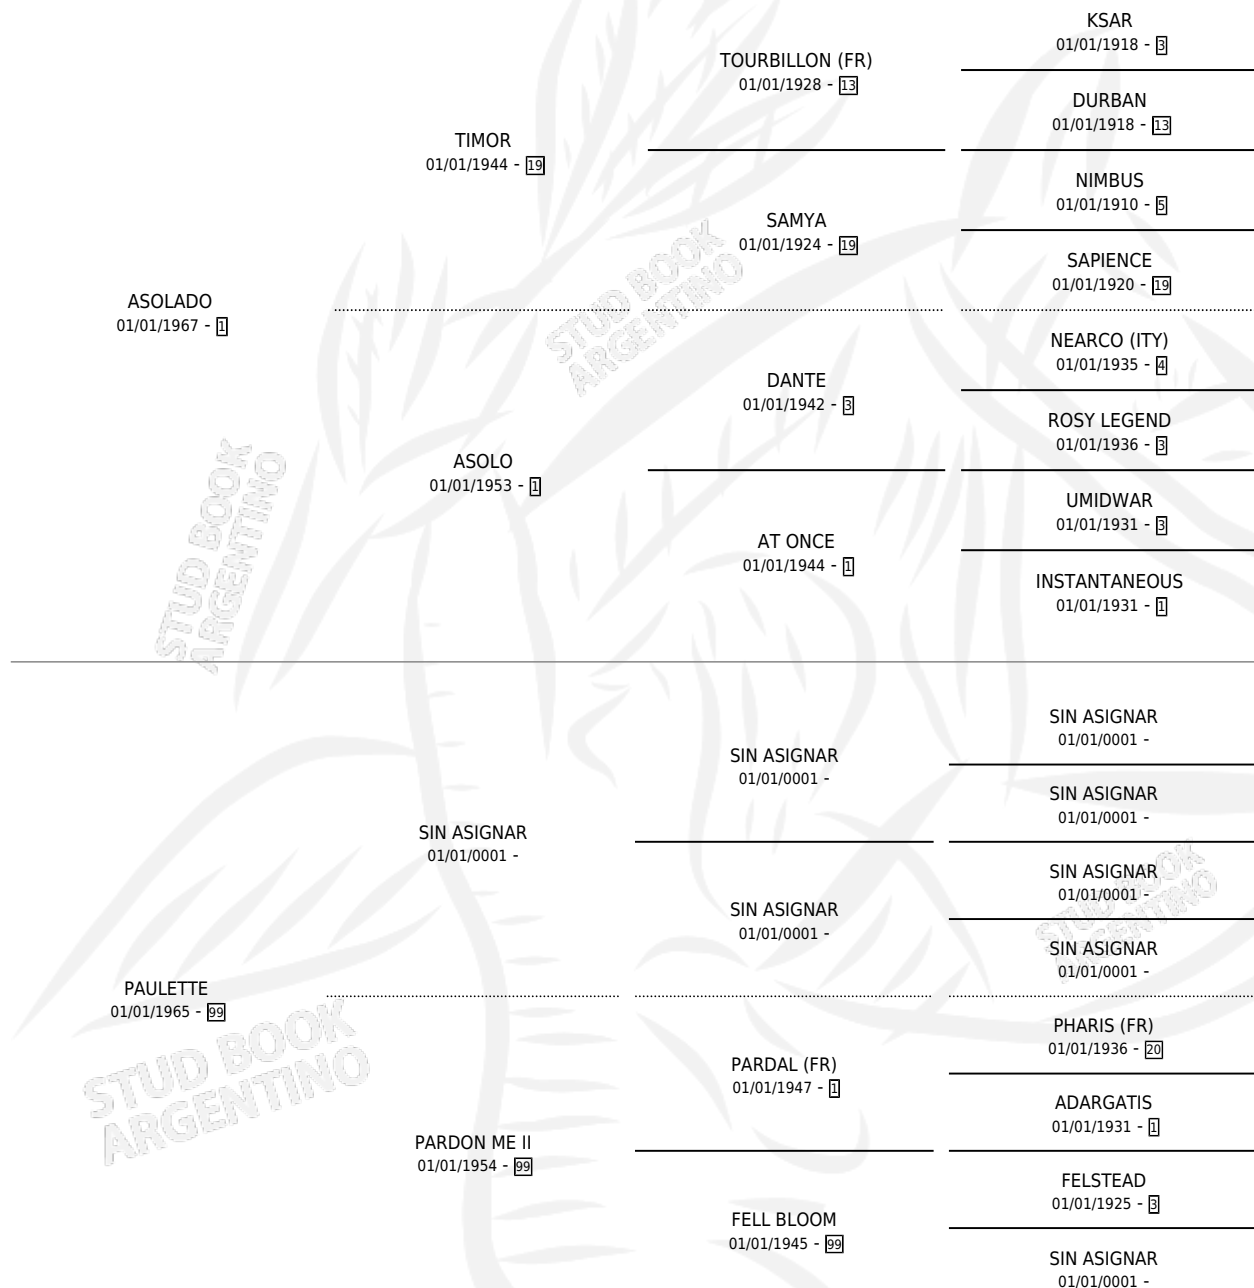 KSAR
01/01/1918 - 3
TOURBILLON (FR)
01/01/1928 - 13
DURBAN
01/01/1918 - 13
TIMOR
01/01/1944 - 19
NIMBUS
01/01/1910 - 5
SAMYA
01/01/1924 - 19
SAPIENCE
01/01/1920 - 19
ASOLADO
01/01/1967 - 1
NEARCO (ITY)
01/01/1935 - 4
DANTE
01/01/1942 - 3
ROSY LEGEND
01/01/1936 - 3
ASOLO
01/01/1953 - 1
UMIDWAR
01/01/1931 - 3
AT ONCE
01/01/1944 - 1
INSTANTANEOUS
01/01/1931 - 1
SIN ASIGNAR
01/01/0001 -
SIN ASIGNAR
01/01/0001 -
SIN ASIGNAR
01/01/0001 -
SIN ASIGNAR
01/01/0001 -
SIN ASIGNAR
01/01/0001 -
SIN ASIGNAR
01/01/0001 -
SIN ASIGNAR
01/01/0001 -
PAULETTE
01/01/1965 - 99
PHARIS (FR)
01/01/1936 - 20
PARDAL (FR)
01/01/1947 - 1
ADARGATIS
01/01/1931 - 1
PARDON ME II
01/01/1954 - 99
FELSTEAD
01/01/1925 - 3
FELL BLOOM
01/01/1945 - 99
SIN ASIGNAR
01/01/0001 -
STUD BOOK
ARGENTINO
STUD BOOK
ARGENTINO
STUD BOOK
ARGENTINO
STUD BOOK
ARGENTINO